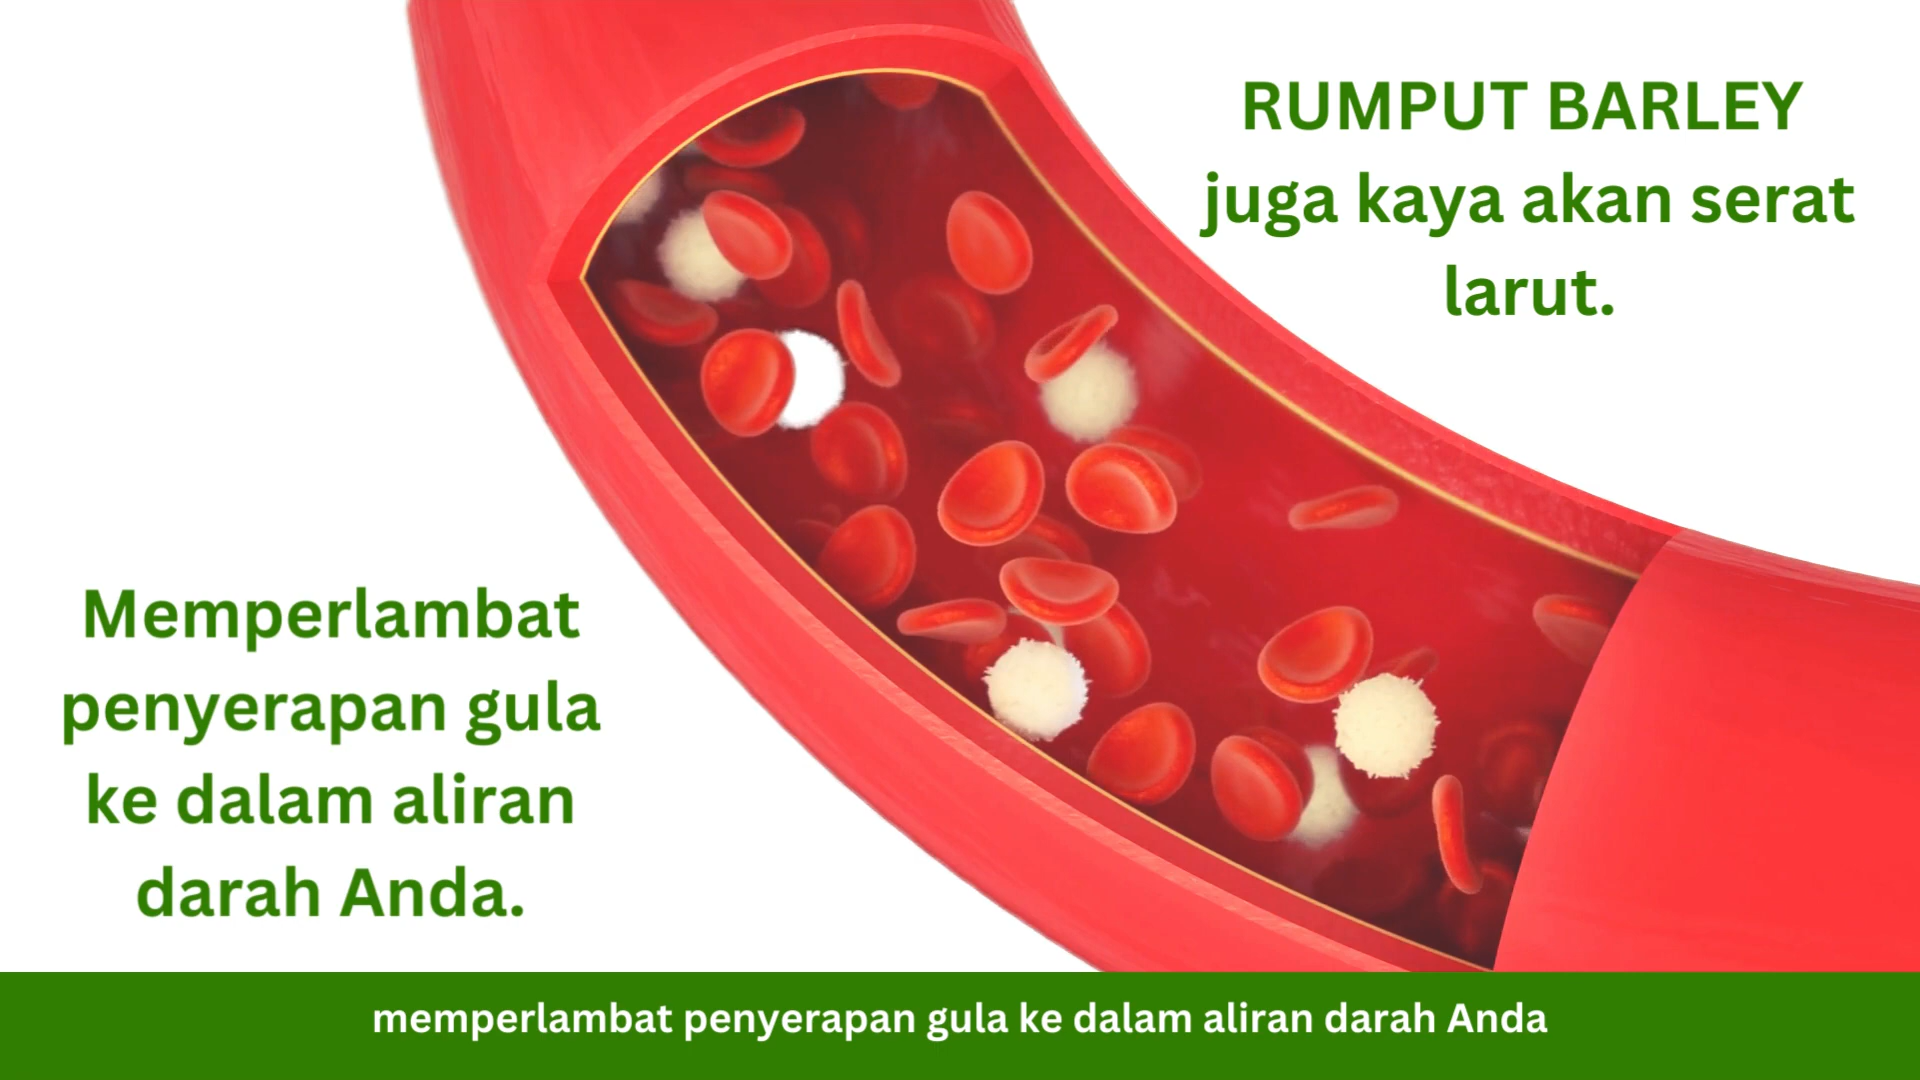 RUMPUT BARLEY
juga kaya akan serat
larut.
Memperlambat
penyerapan gula
ke dalam aliran
darah Anda.
memperlambat penyerapan gula ke dalam aliran darah Anda